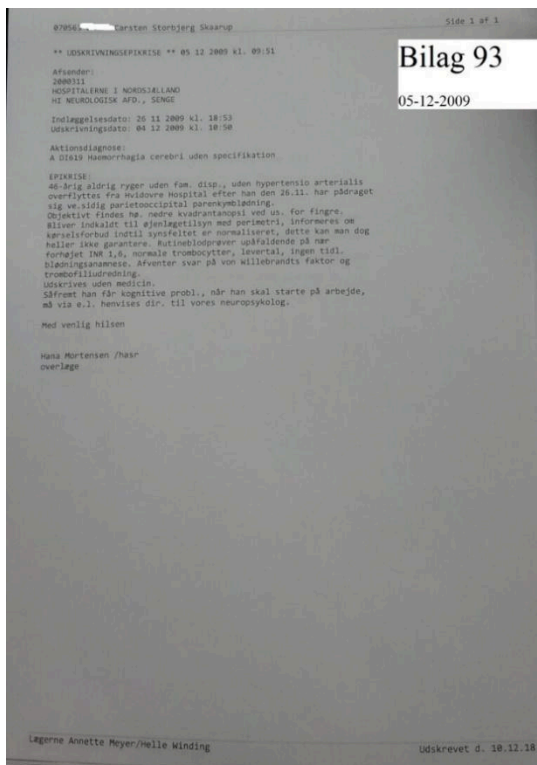 070563 Carsten Storbjerg Skaarup
Side 1 af 1
** UDSKRIVNINGSEPIKRISE ** 05 12 2009 kl. 09:51
Bilag 93
05-12-2009
Afsender:
2000311
HOSPITALERNE I NORDSJÆLLAND
HI NEUROLOGISK AFD., SENGE
Indlæggelsesdato: 26 11 2009 kl. 18:53
Udskrivningsdato: 04 12 2009 kl. 10:50
Aktionsdiagnose:
A DI619 Haemorrhagia cerebri uden specifikation
EPIKRISE:
46-årig aldrig ryger uden fam. disp., uden hypertensio arterialis
overflyttes fra Hvidovre Hospital efter han den 26.11. har pådraget
sig ve.sidig parietooccipital parenkymblødning.
Objektivt findes hø. nedre kvadrantanopsi ved us. for fingre.
Bliver indkaldt til øjenlægetilsyn med perimetri, informeres om
kørselsforbud indtil synsfeltet er normaliseret, dette kan man dog
heller ikke garantere. Rutineblodprøver upåfaldende på nær
forhøjet INR 1,6, normale trombocytter, levertal, ingen tidl.
blødningsanamnese. Afventer svar på von Willebrandts faktor og
trombofiliudredning.
Udskrives uden medicin.
Såfremt han får kognitive probl., når han skal starte på arbejde,
må via e.l. henvises dir. til vores neuropsykolog.
Med venlig hilsen
Hana Mortensen /hasr
overlæge
Lægerne Annette Meyer/Helle Winding
Udskrevet d. 10.12.18